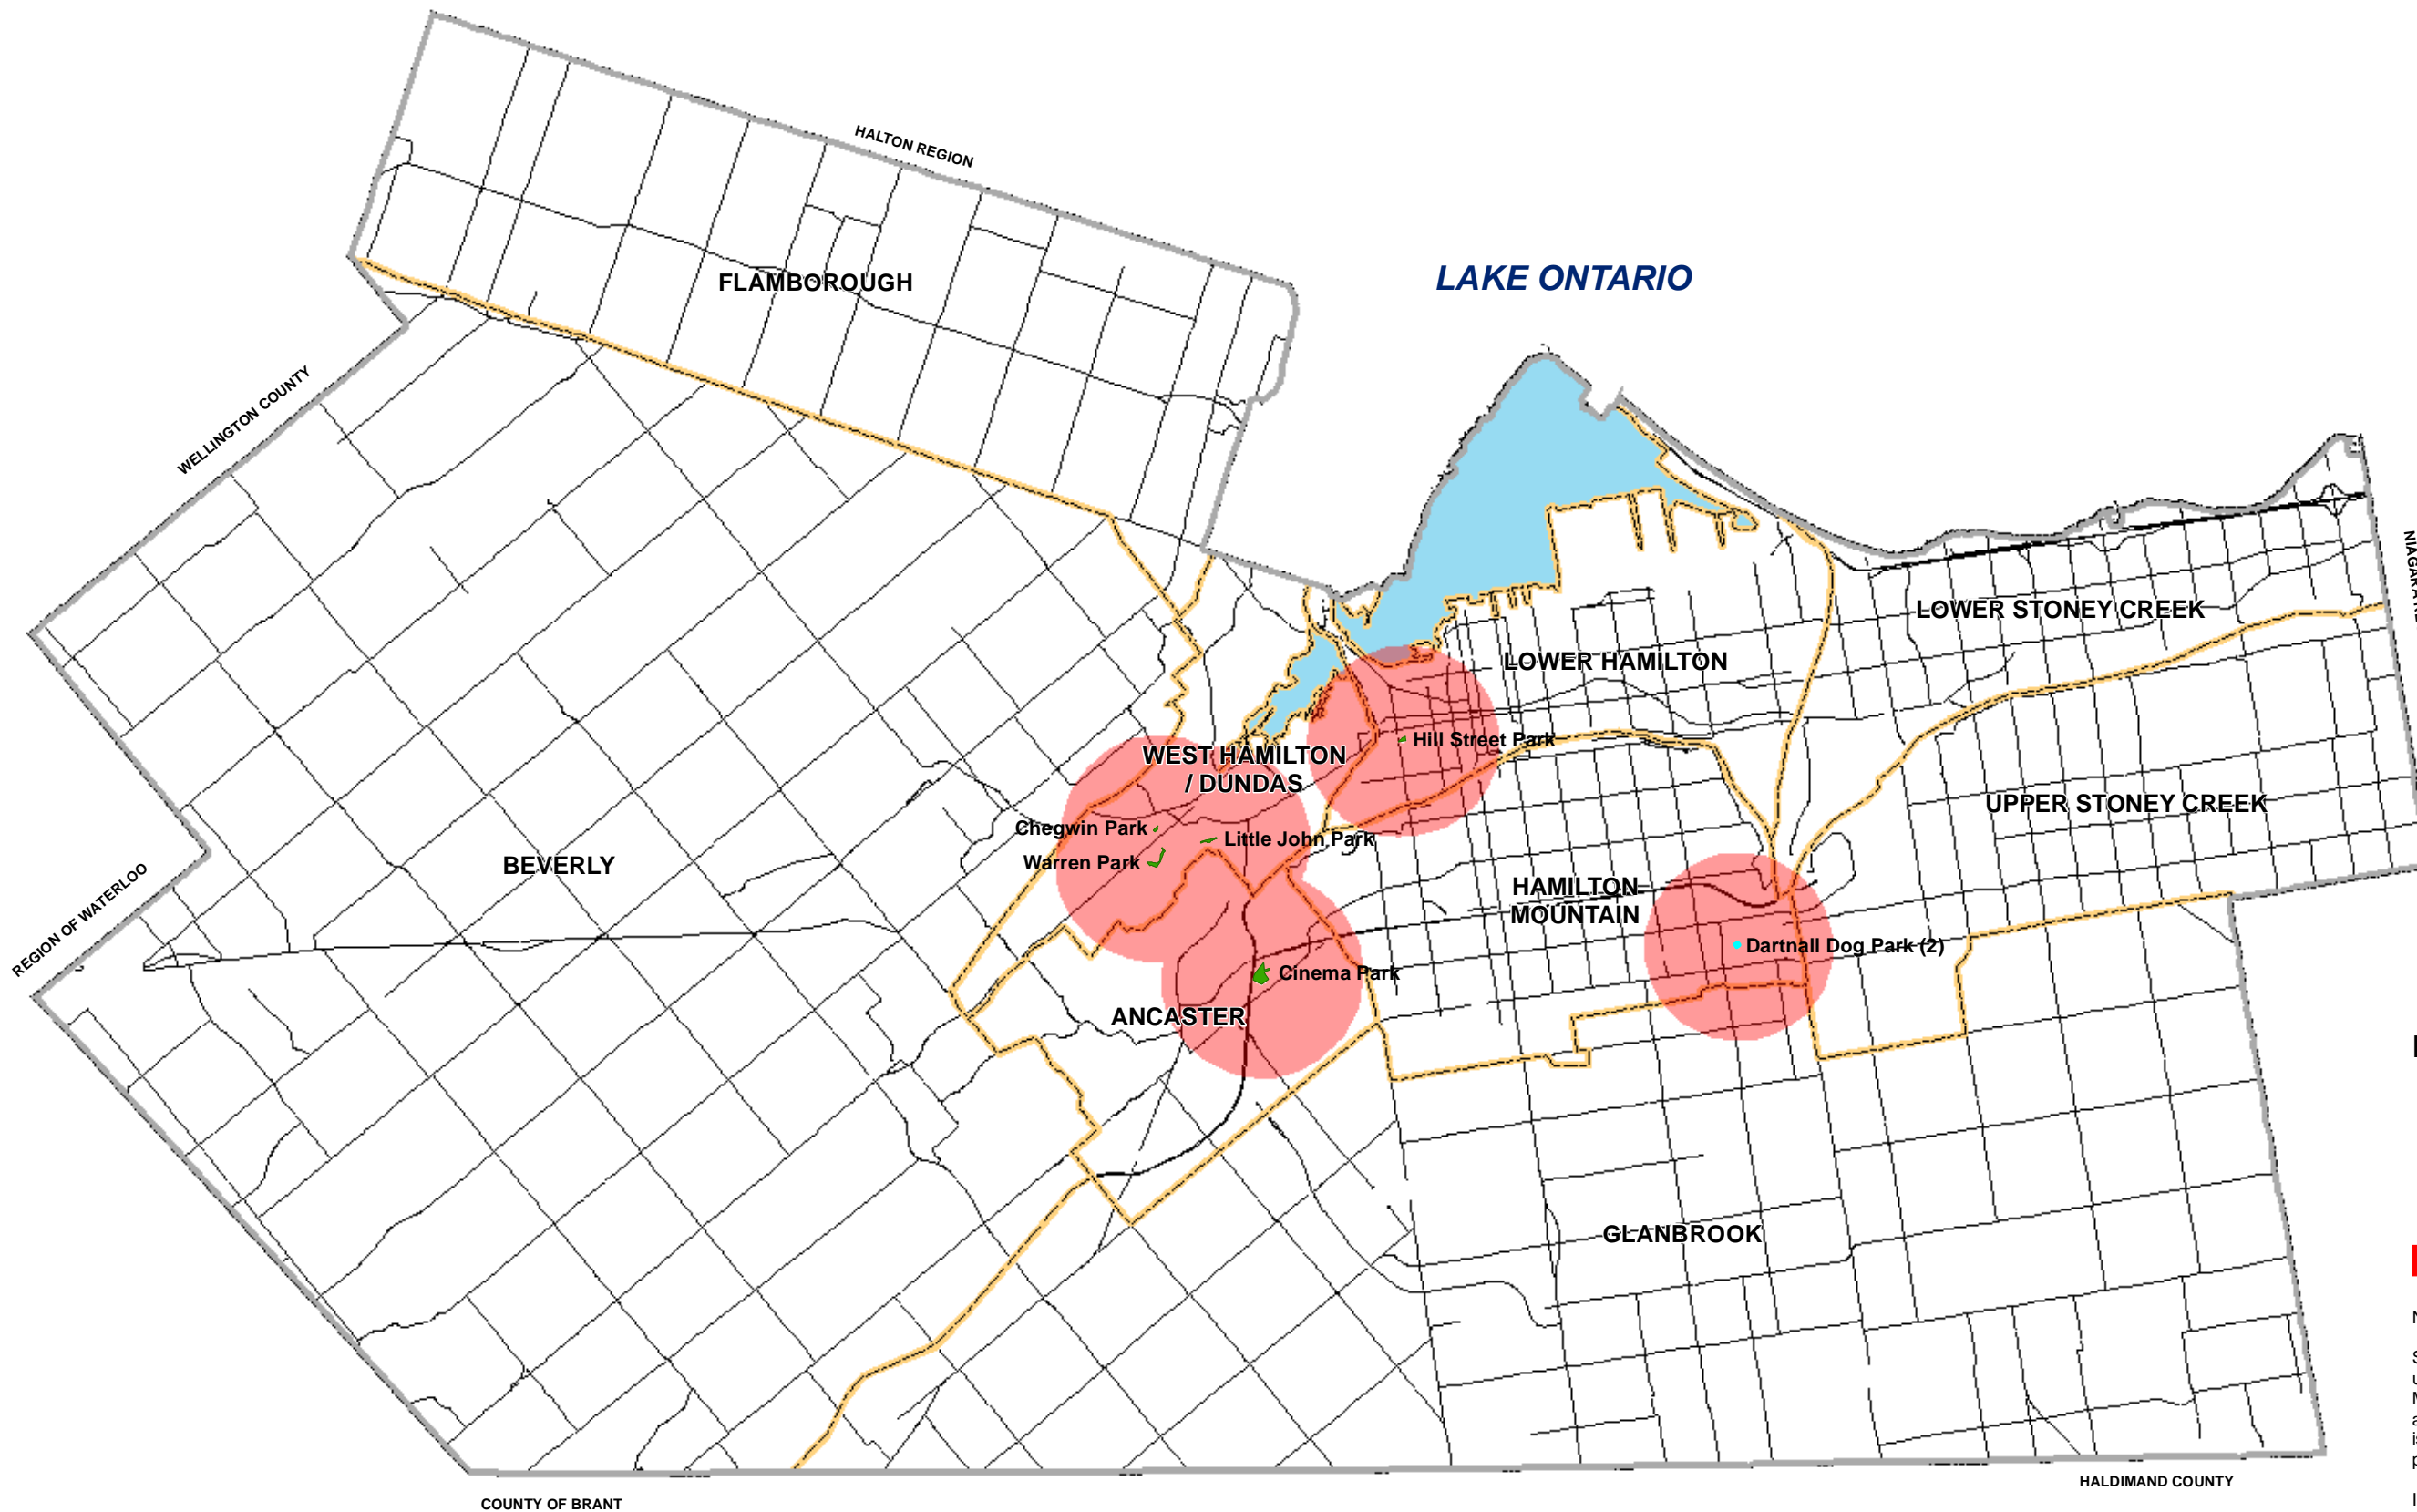 HALTON REGION
FLAMBOROUGH
LAKE ONTARIO
WELLINGTON COUNTY
LOWER STONEY CREEK
LOWER HAMILTON
Hill Street Park
WEST HAMILTON
/ DUNDAS
UPPER STONEY CREEK
Chegwin Park
Little John Park
Warren Park
BEVERLY
REGION OF WATERLOO
HAMILTON
MOUNTAIN
Dartnall Dog Park (2)
Cinema Park
ANCASTER
GLANBROOK
HALDIMAND COUNTY
COUNTY OF BRANT